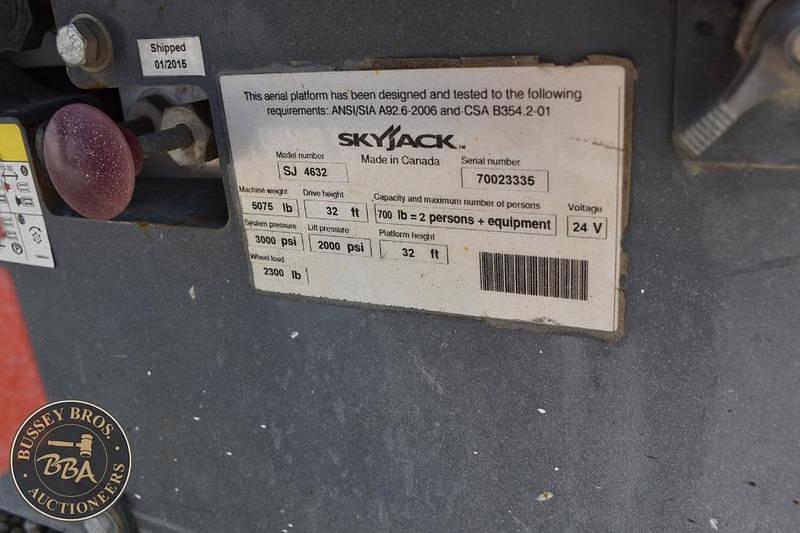 Shipped
01/2015
This aerial platform has been designed and tested to the following
requirements: ANSI/SIA A92.6-2006 and CSA B354.2-01
SKYJACK™
Model number
Made in Canada
Serial number
SJ 4632
70023335
Machine weight
Drive height
Capacity and maximum number of persons
Voltage
5075 lb
32 ft
700 lb = 2 persons + equipment
24 V
System pressure
Lift pressure
Platform height
3000 psi
2000 psi
32 ft
Wheel load
2300 lb
BUSSEY BROS.
BBA
AUCTIONEERS